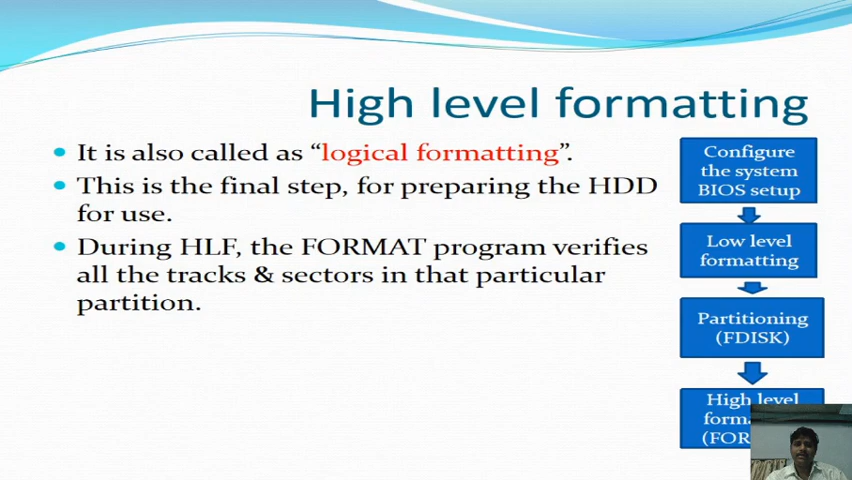 High level formatting
It is also called as “logical formatting”.
This is the final step, for preparing the HDD
for use.
During HLF, the FORMAT program verifies
all the tracks & sectors in that particular
partition.
Configure
the system
BIOS setup
Low level
formatting
Partitioning
(FDISK)
High level